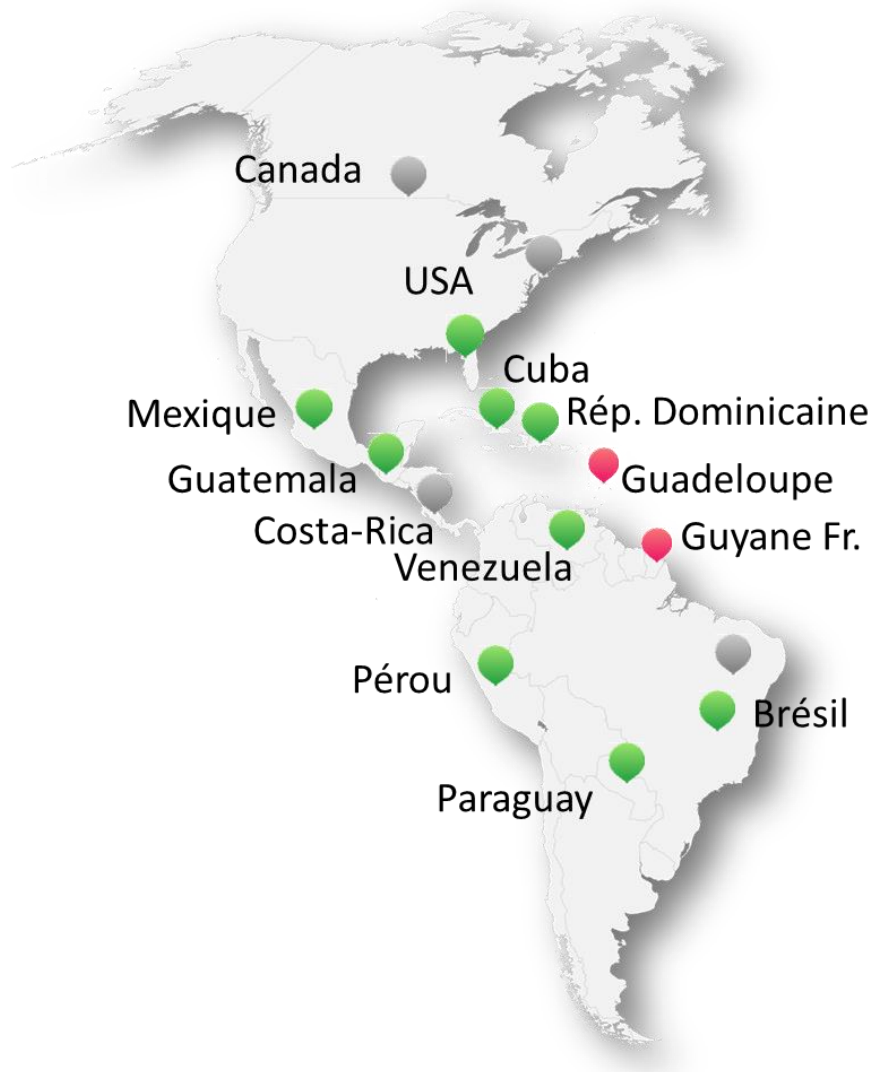 Canada
USA
Cuba
Mexique
Rép. Dominicaine
Guatemala
Guadeloupe
Costa-Rica
Guyane Fr.
Venezuela
Pérou
Brésil
Paraguay